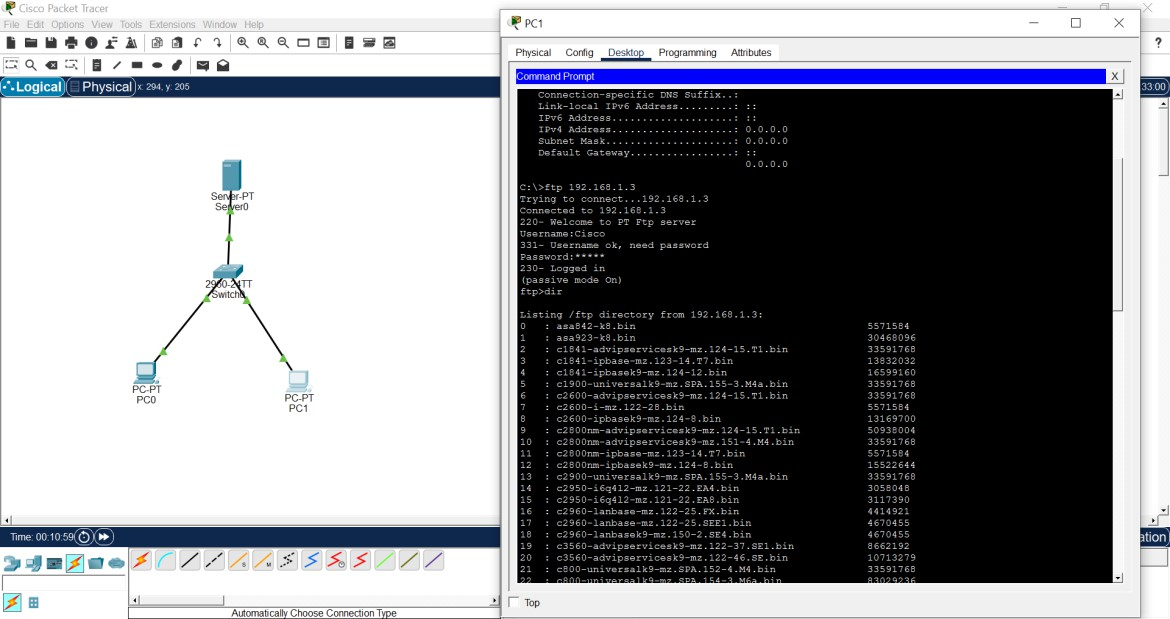 Cisco Packet Tracer
File Edit Options View Tools Extensions Window Help
?
Logical Physical x: 294, y: 205
33:00
Server-PT
Server0
2960-24TT
Switch0
PC-PT
PC0
PC-PT
PC1
Time: 00:10:59
ation
S M
Automatically Choose Connection Type
PC1
Physical Config Desktop Programming Attributes
Command Prompt
X
Connection-specific DNS Suffix..:
Link-local IPv6 Address.........: ::
IPv6 Address....................: ::
IPv4 Address....................: 0.0.0.0
Subnet Mask.....................: 0.0.0.0
Default Gateway.................: ::
0.0.0.0
C:\>ftp 192.168.1.3
Trying to connect...192.168.1.3
Connected to 192.168.1.3
220- Welcome to PT Ftp server
Username:Cisco
331- Username ok, need password
Password:*****
230- Logged in
(passive mode On)
ftp>dir
Listing /ftp directory from 192.168.1.3:
0 : asa842-k8.bin 5571584
1 : asa923-k8.bin 30468096
2 : c1841-advipservicesk9-mz.124-15.T1.bin 33591768
3 : c1841-ipbase-mz.123-14.T7.bin 13832032
4 : c1841-ipbasek9-mz.124-12.bin 16599160
5 : c1900-universalk9-mz.SPA.155-3.M4a.bin 33591768
6 : c2600-advipservicesk9-mz.124-15.T1.bin 33591768
7 : c2600-i-mz.122-28.bin 5571584
8 : c2600-ipbasek9-mz.124-8.bin 13169700
9 : c2800nm-advipservicesk9-mz.124-15.T1.bin 50938004
10 : c2800nm-advipservicesk9-mz.151-4.M4.bin 33591768
11 : c2800nm-ipbase-mz.123-14.T7.bin 5571584
12 : c2800nm-ipbasek9-mz.124-8.bin 15522644
13 : c2900-universalk9-mz.SPA.155-3.M4a.bin 33591768
14 : c2950-i6q4l2-mz.121-22.EA4.bin 3058048
15 : c2950-i6q4l2-mz.121-22.EA8.bin 3117390
16 : c2960-lanbase-mz.122-25.FX.bin 4414921
17 : c2960-lanbase-mz.122-25.SEE1.bin 4670455
18 : c2960-lanbasek9-mz.150-2.SE4.bin 4670455
19 : c3560-advipservicesk9-mz.122-37.SE1.bin 8662192
20 : c3560-advipservicesk9-mz.122-46.SE.bin 10713279
21 : c800-universalk9-mz.SPA.152-4.M4.bin 33591768
22 : c800-universalk9-mz.SPA.154-3.M6a.bin 83029236
Top